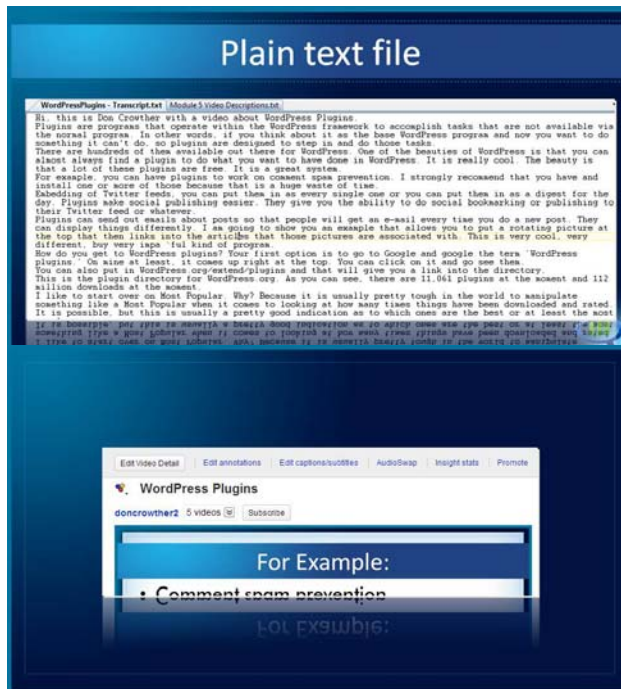 Plain text file
WordPressPlugins - Transcript.txt Module 5 Video Descriptions.txt
Hi, this is Don Crowther with a video about WordPress Plugins.
Plugins are programs that operate within the WordPress framework to accomplish tasks that are not available via
the normal program. In other words, if you think about it as the base WordPress program and now you want to do
something it can't do, so plugins are designed to step in and do those tasks.
There are hundreds of them available out there for WordPress. One of the beauties of WordPress is that you can
almost always find a plugin to do what you want to have done in WordPress. It is really cool. The beauty is
that a lot of these plugins are free. It is a great system.
For example, you can have plugins to work on comment spam prevention. I strongly recommend that you have and
install one or more of those because that is a huge waste of time.
Embedding of Twitter feeds, you can put them in as every single one or you can put them in as a digest for the
day. Plugins make social publishing easier. They give you the ability to do social bookmarking or publishing to
their Twitter feed or whatever.
Plugins can send out emails about posts so that people will get an e-mail every time you do a new post. They
can display things differently. I am going to show you an example that allows you to put a rotating picture at
the top that then links into the articles that those pictures are associated with. This is very cool, very
different, buy very impa 'ful kind of program.
How do you get to WordPress plugins? Your first option is to go to Google and google the term 'WordPress
plugins.' On mine at least, it comes up right at the top. You can click on it and go see them.
You can also put in WordPress.org/extend/plugins and that will give you a link into the directory.
This is the plugin directory for WordPress.org. As you can see, there are 11,061 plugins at the moment and 112
million downloads at the moment.
I like to start over on Most Popular. Why? Because it is usually pretty tough in the world to manipulate
something like a Most Popular when it comes to looking at how many times things have been downloaded and rated.
It is possible, but this is usually a pretty good indication as to which ones are the best or at least the most
Edit Video Detail Edit annotations Edit captions/subtitles AudioSwap Insight stats Promote
WordPress Plugins
doncrowther2 5 videos Subscribe
For Example:
• Comment spam prevention